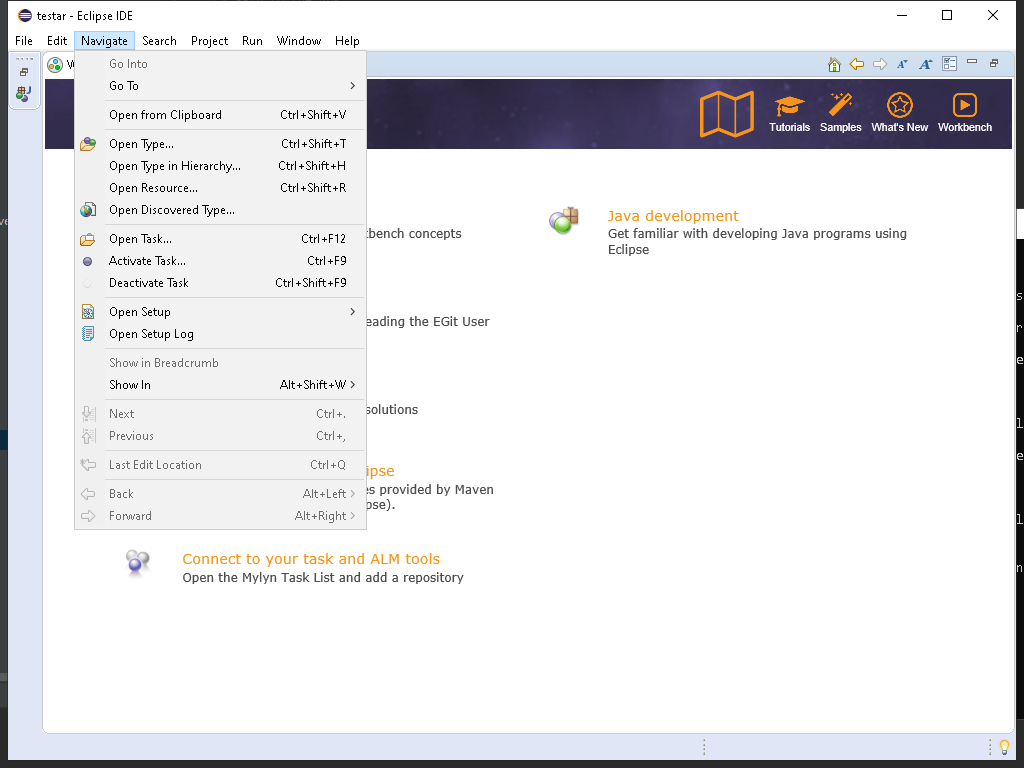 testar - Eclipse IDE
File Edit Navigate Search Project Run Window Help
Go Into
Go To
Open from Clipboard Ctrl+Shift+V
Open Type... Ctrl+Shift+T
Open Type in Hierarchy... Ctrl+Shift+H
Open Resource... Ctrl+Shift+R
Open Discovered Type...
Open Task... Ctrl+F12
Activate Task... Ctrl+F9
Deactivate Task Ctrl+Shift+F9
Open Setup
Open Setup Log
Show in Breadcrumb
Show In Alt+Shift+W
Next Ctrl+.
Previous Ctrl+,
Last Edit Location Ctrl+Q
Back Alt+Left
Forward Alt+Right
Tutorials Samples What's New Workbench
concepts
Java development
Get familiar with developing Java programs using
Eclipse
the EGit User
solutions
provided by Maven
Connect to your task and ALM tools
Open the Mylyn Task List and add a repository